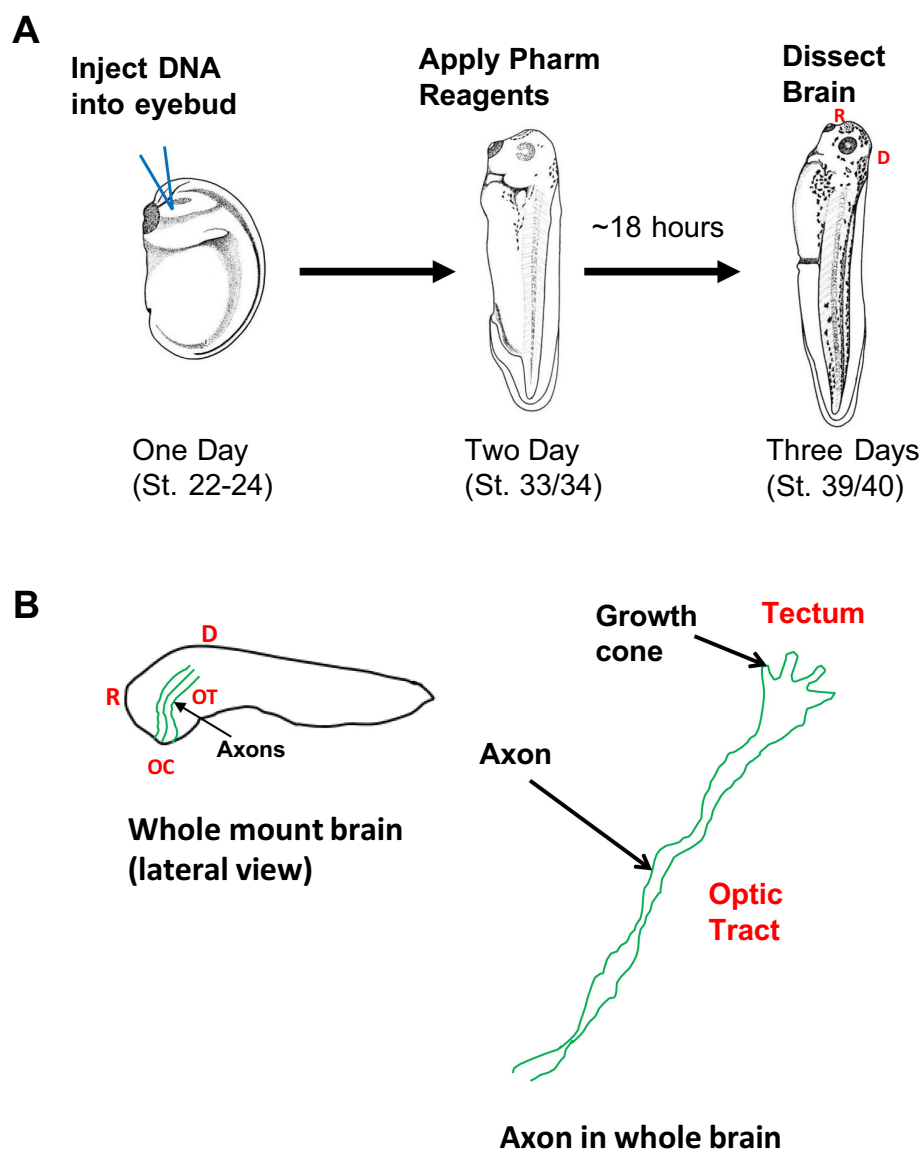 A
Inject DNA
into eyebud
Apply Pharm
Reagents
Dissect
Brain
R
D
~18 hours
One Day
(St. 22-24)
Two Day
(St. 33/34)
Three Days
(St. 39/40)
B
D
R
OT
Axons
OC
Whole mount brain
(lateral view)
Growth
cone
Tectum
Axon
Optic
Tract
Axon in whole brain